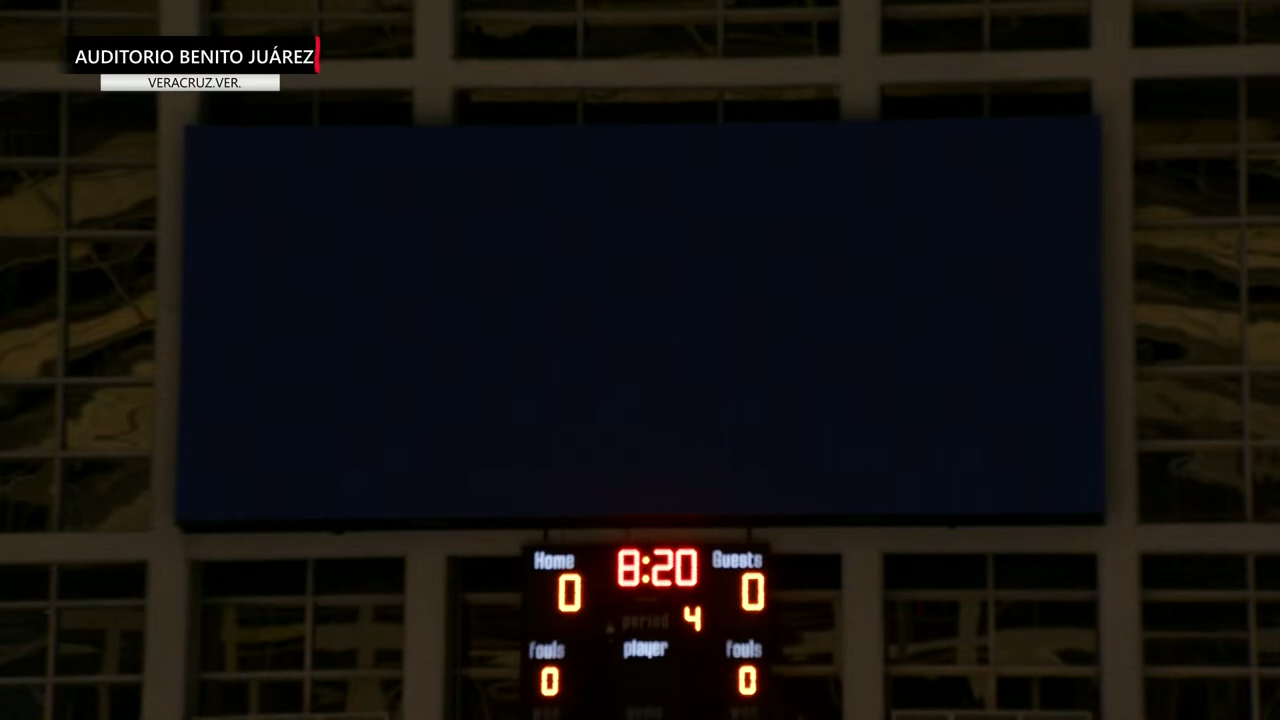 AUDITORIO BENITO JUÁREZ
VERACRUZ.VER.
Home 8:20 Guests
0 0
period 4
fouls player fouls
0 0